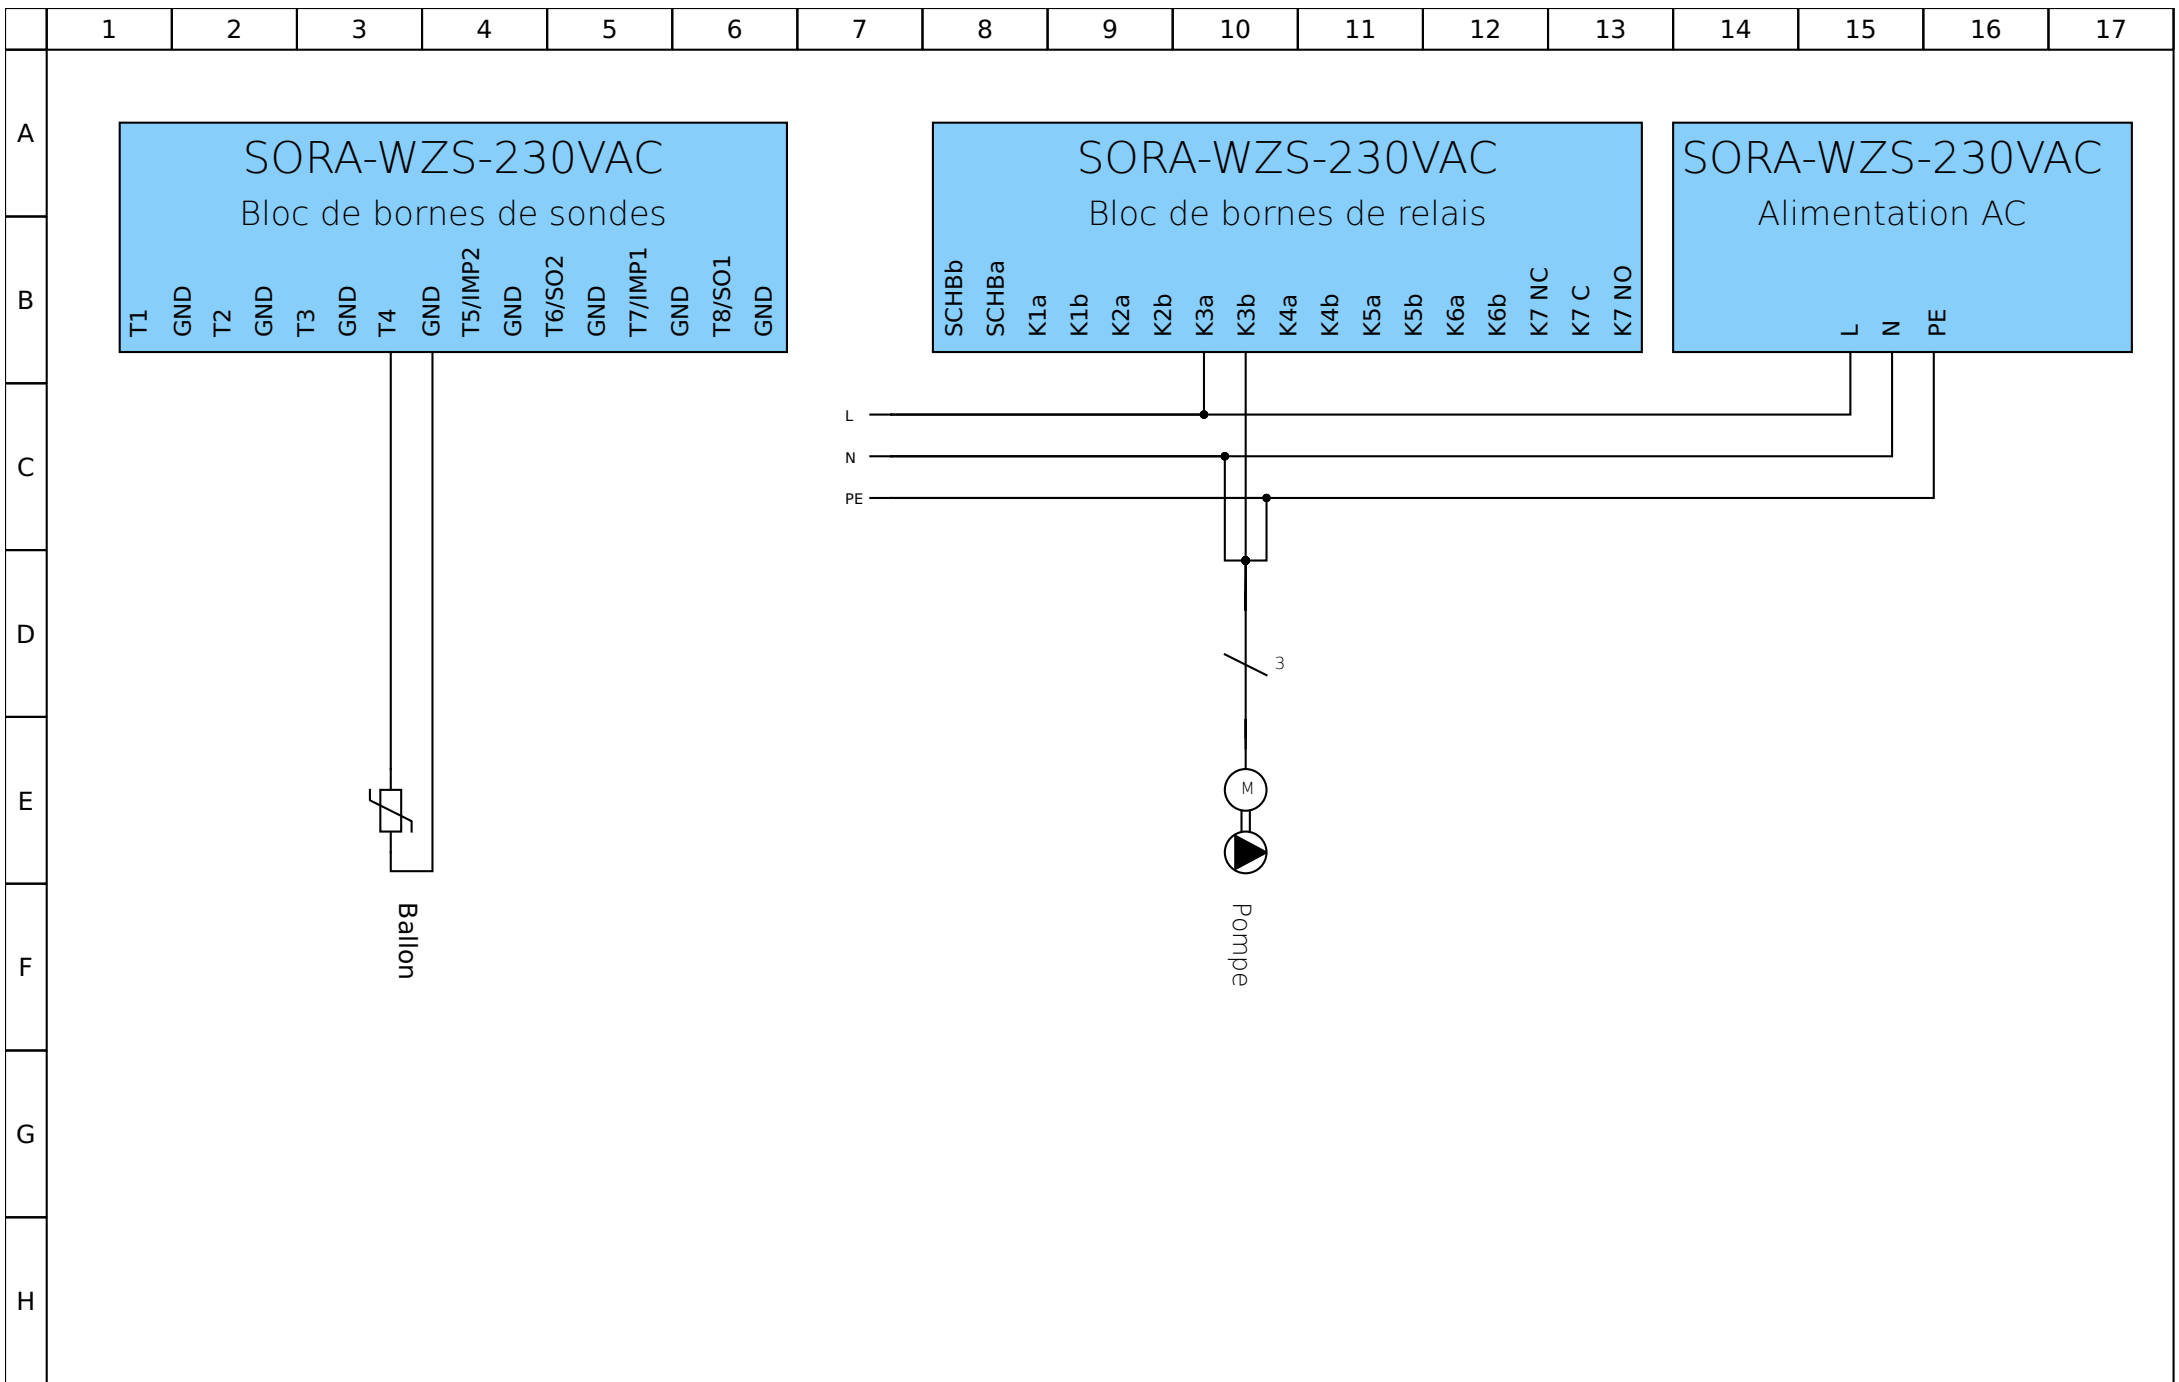 1 2 3 4 5 6 7 8 9 10 11 12 13 14 15 16 17
A
SORA-WZS-230VAC
Bloc de bornes de sondes
SORA-WZS-230VAC
Bloc de bornes de relais
SORA-WZS-230VAC
Alimentation AC
B
T1
GND
T2
GND
T3
GND
T4
GND
T5/IMP2
GND
T6/SO2
GND
T7/IMP1
GND
T8/SO1
GND
SCHBb
SCHBa
K1a
K1b
K2a
K2b
K3a
K3b
K4a
K4b
K5a
K5b
K6a
K6b
K7 NC
K7 C
K7 NO
L
N
PE
L
N
PE
C
D
3
E
M
Ballon
Pompe
F
G
H